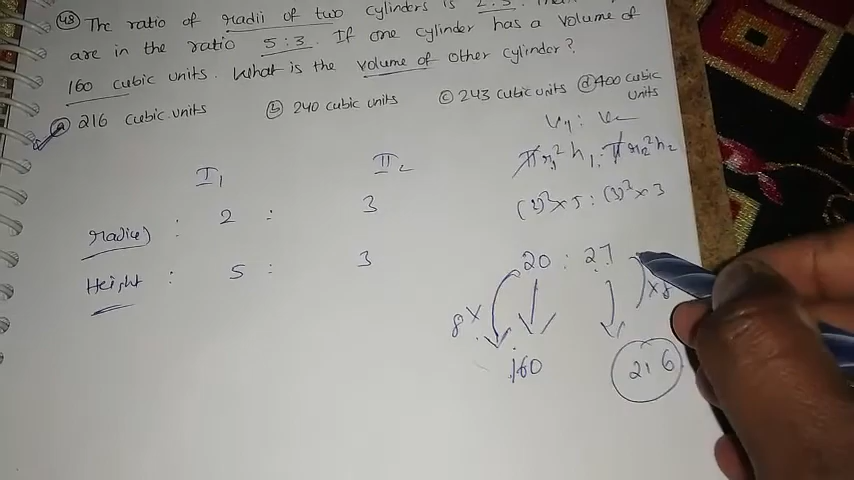 48 The ratio of radii of two cylinders is 2:3.
are in the ratio 5:3. If one cylinder has a volume of
160 cubic units. What is the volume of other cylinder?
ⓐ 216 cubic units ⓑ 240 cubic units ⓒ 243 cubic units ⓓ 400 cubic units
V1 : V2
I1 II2
πr1²h1 : πr2²h2
radius : 2 : 3
(2)²×5 : (3)²×3
Height : 5 : 3
20 : 27
8× ×8
160 216